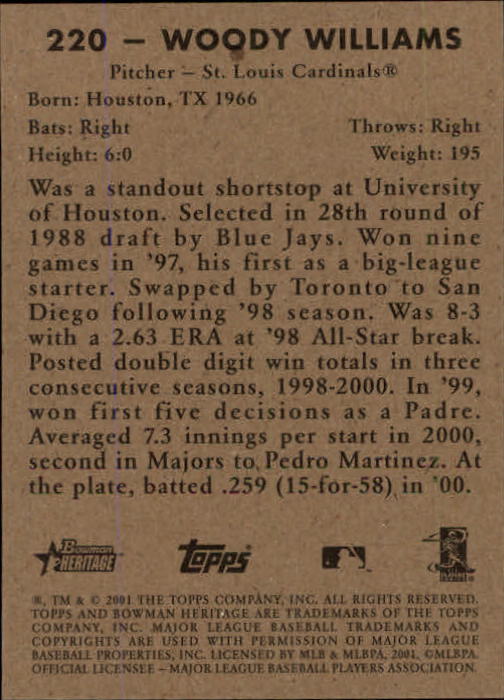 220 – WOODY WILLIAMS
Pitcher – St. Louis Cardinals®
Born: Houston, TX 1966
Bats: Right Throws: Right
Height: 6:0 Weight: 195
Was a standout shortstop at University
of Houston. Selected in 28th round of
1988 draft by Blue Jays. Won nine
games in '97, his first as a big-league
starter. Swapped by Toronto to San
Diego following '98 season. Was 8-3
with a 2.63 ERA at '98 All-Star break.
Posted double digit win totals in three
consecutive seasons, 1998-2000. In '99,
won first five decisions as a Padre.
Averaged 7.3 innings per start in 2000,
second in Majors to Pedro Martinez. At
the plate, batted .259 (15-for-58) in '00.
Bowman HERITAGE Topps
®, TM & © 2001 THE TOPPS COMPANY, INC. ALL RIGHTS RESERVED.
TOPPS AND BOWMAN HERITAGE ARE TRADEMARKS OF THE TOPPS
COMPANY, INC. MAJOR LEAGUE BASEBALL TRADEMARKS AND
COPYRIGHTS ARE USED WITH PERMISSION OF MAJOR LEAGUE
BASEBALL PROPERTIES, INC. LICENSED BY MLB & MLBPA, 2001. ©MLBPA
OFFICIAL LICENSEE – MAJOR LEAGUE BASEBALL PLAYERS ASSOCIATION.